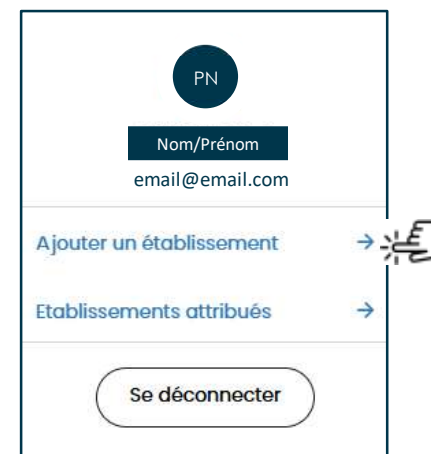 PN
Nom/Prénom
email@email.com
Ajouter un établissement
Etablissements attribués
Se déconnecter